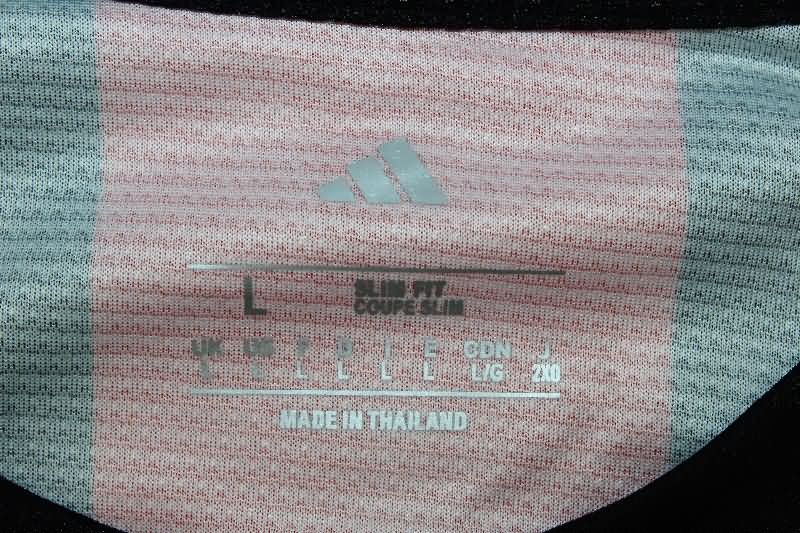 L
SLIM FIT
COUPE SLIM
UK US F D I E CDN J
L L L L L L L/G 2XO
MADE IN THAILAND